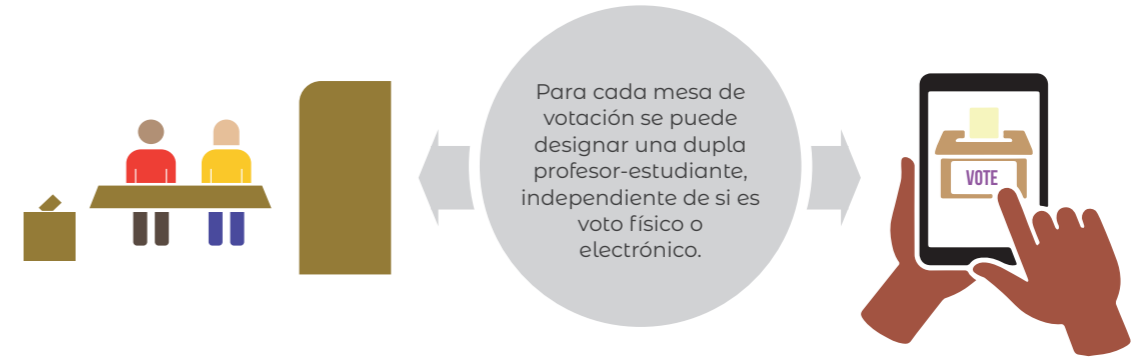 Para cada mesa de
votación se puede
designar una dupla
profesor-estudiante,
independiente de si es
voto físico o
electrónico.
VOTE